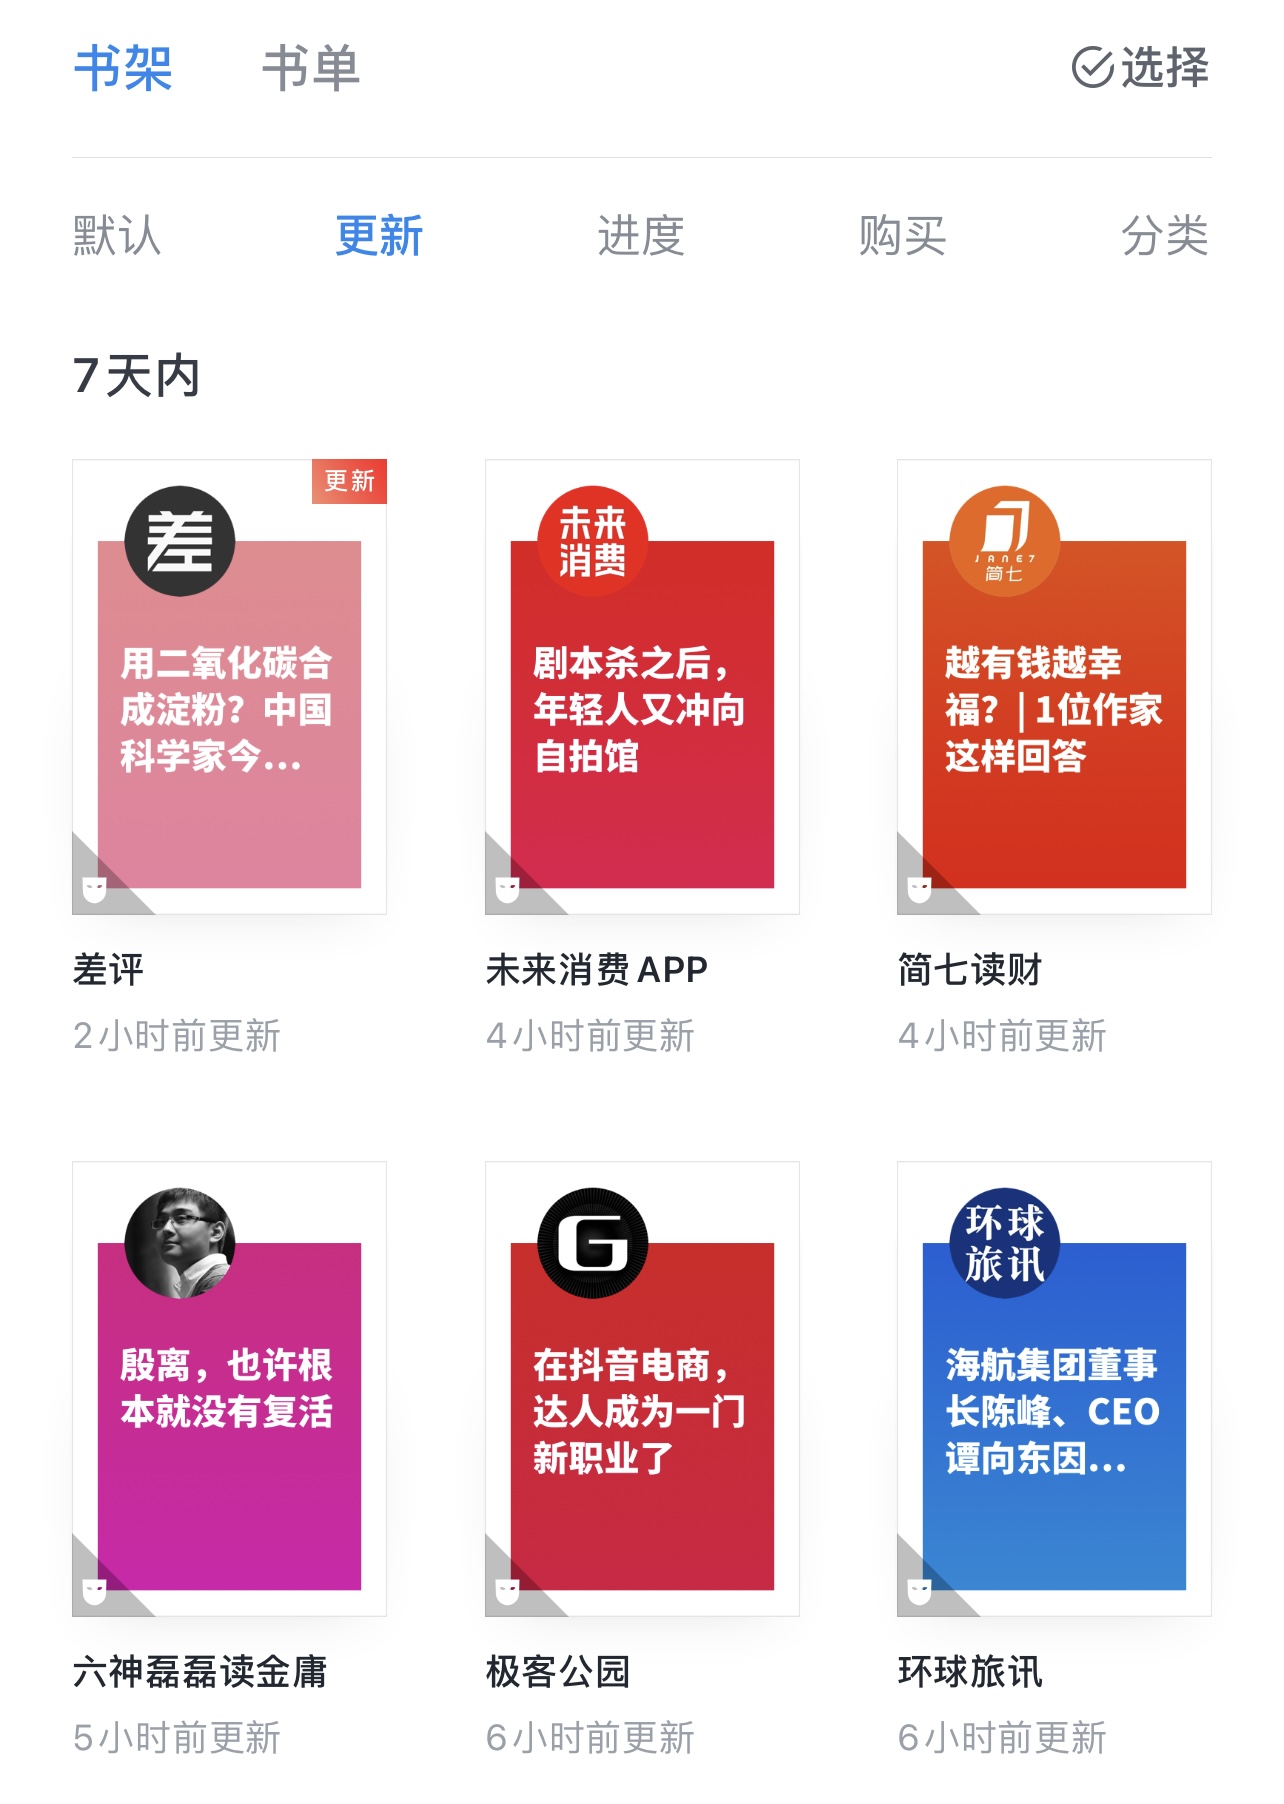 书架 书单 选择
默认 更新 进度 购买 分类
7天内
差
更新
用二氧化碳合
成淀粉？中国
科学家今...
差评
2小时前更新
未来
消费
剧本杀之后，
年轻人又冲向
自拍馆
未来消费APP
4小时前更新
JANE7
简七
越有钱越幸
福？| 1位作家
这样回答
简七读财
4小时前更新
殷离，也许根
本就没有复活
六神磊磊读金庸
5小时前更新
G
在抖音电商，
达人成为一门
新职业了
极客公园
6小时前更新
环球
旅讯
海航集团董事
长陈峰、CEO
谭向东因...
环球旅讯
6小时前更新